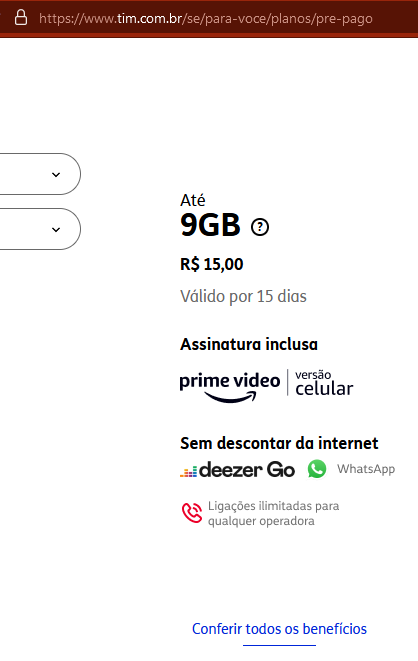 https://www.tim.com.br/se/para-voce/planos/pre-pago
Até
9GB ?
R$ 15,00
Válido por 15 dias
Assinatura inclusa
prime video | versão
celular
Sem descontar da internet
deezer Go WhatsApp
Ligações ilimitadas para
qualquer operadora
Conferir todos os benefícios